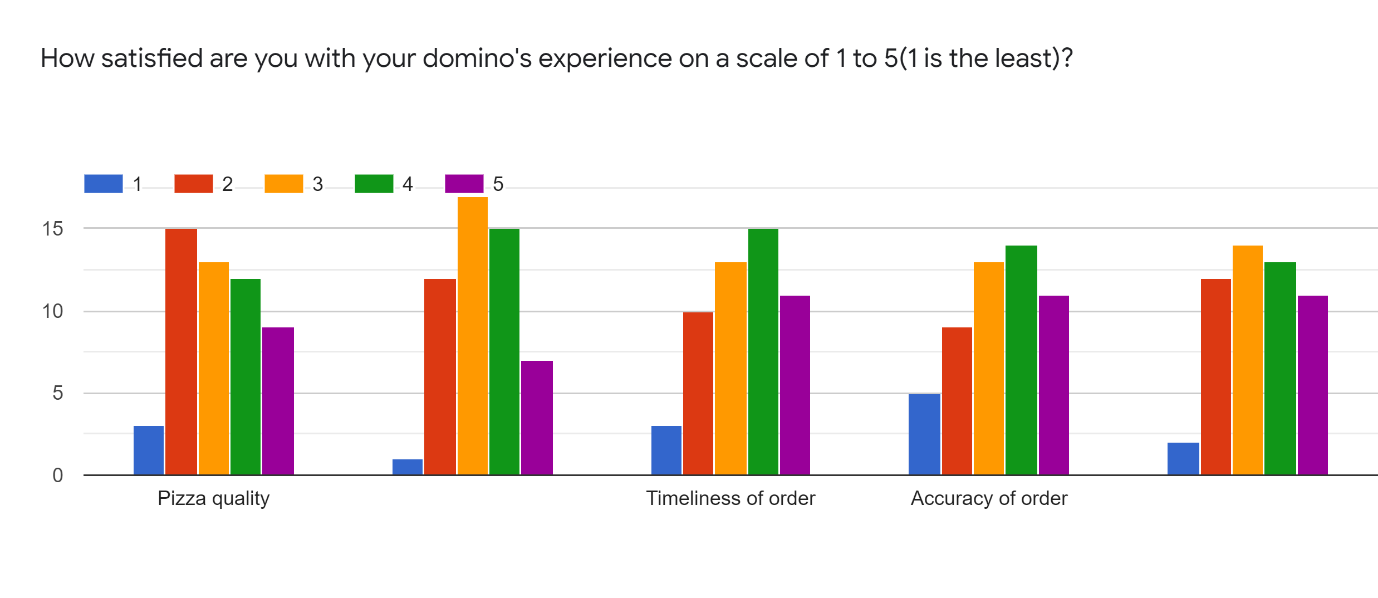 How satisfied are you with your domino's experience on a scale of 1 to 5(1 is the least)?
1 2 3 4 5
15
10
5
0
Pizza quality Timeliness of order Accuracy of order